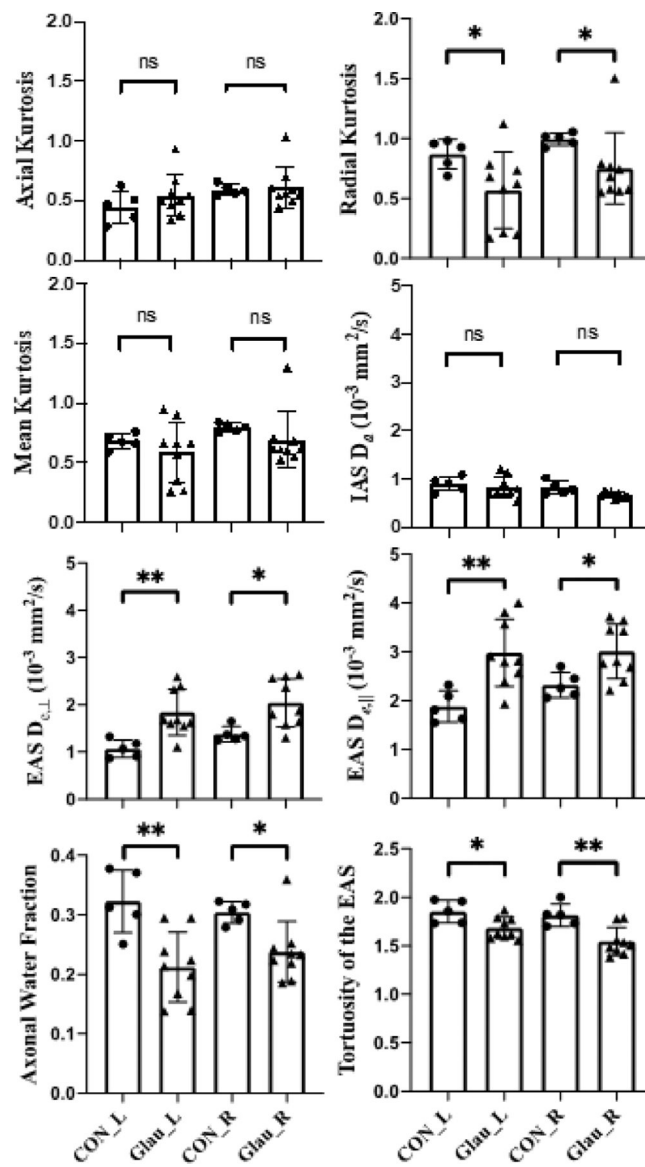 Axial Kurtosis
2.0
1.5
1.0
0.5
0.0
ns
ns
Radial Kurtosis
2.0
1.5
1.0
0.5
0.0
*
*
Mean Kurtosis
2.0
1.5
1.0
0.5
0.0
ns
ns
IAS Dₐ (10⁻³ mm²/s)
5
4
3
2
1
0
ns
ns
EAS Dₑ,⊥ (10⁻³ mm²/s)
5
4
3
2
1
0
**
*
EAS Dₑ,|| (10⁻³ mm²/s)
5
4
3
2
1
0
**
*
Axonal Water Fraction
0.4
0.3
0.2
0.1
0.0
**
*
CON_L
Glau_L
CON_R
Glau_R
Tortuosity of the EAS
2.5
2.0
1.5
1.0
0.5
0.0
*
**
CON_L
Glau_L
CON_R
Glau_R